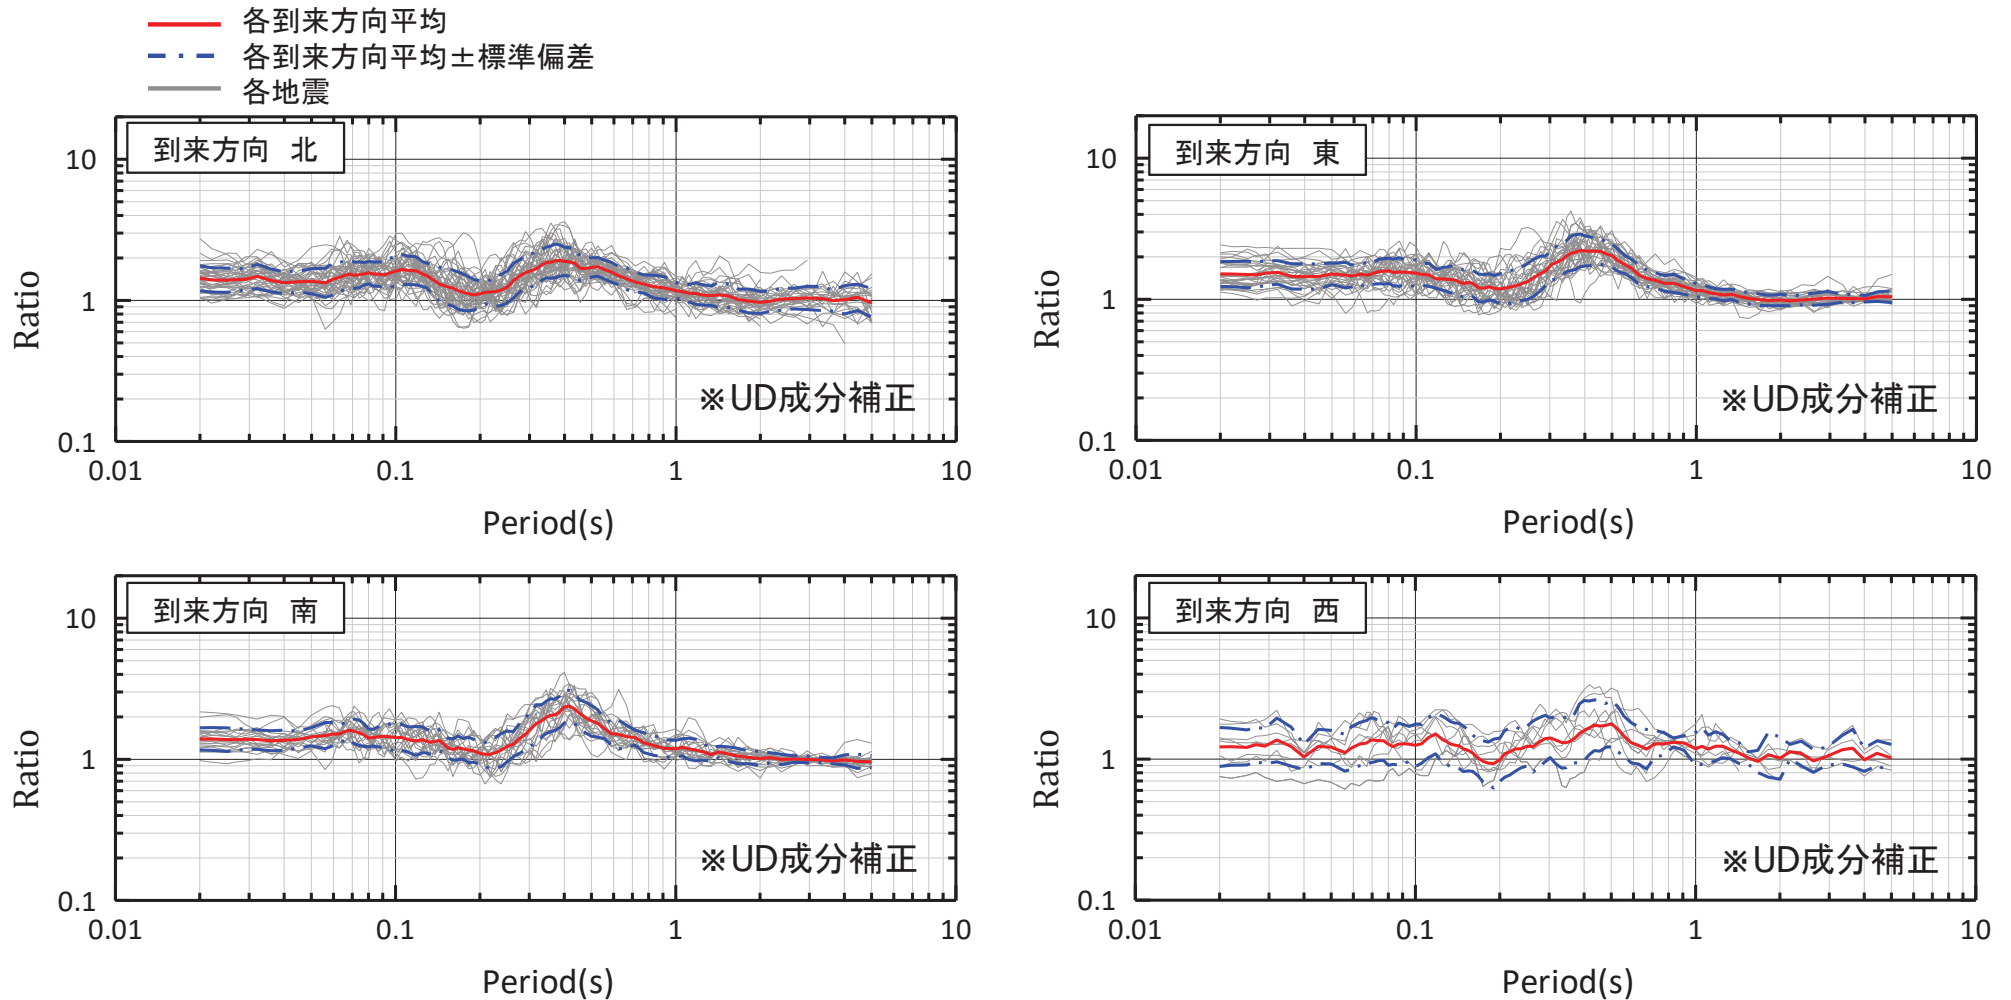 各到来方向平均
各到来方向平均±標準偏差
各地震
到来方向 北
10
1
0.1
Ratio
※UD成分補正
0.01 0.1 1 10
Period(s)
到来方向 東
10
1
0.1
Ratio
※UD成分補正
0.01 0.1 1 10
Period(s)
到来方向 南
10
1
0.1
Ratio
※UD成分補正
0.01 0.1 1 10
Period(s)
到来方向 西
10
1
0.1
Ratio
※UD成分補正
0.01 0.1 1 10
Period(s)